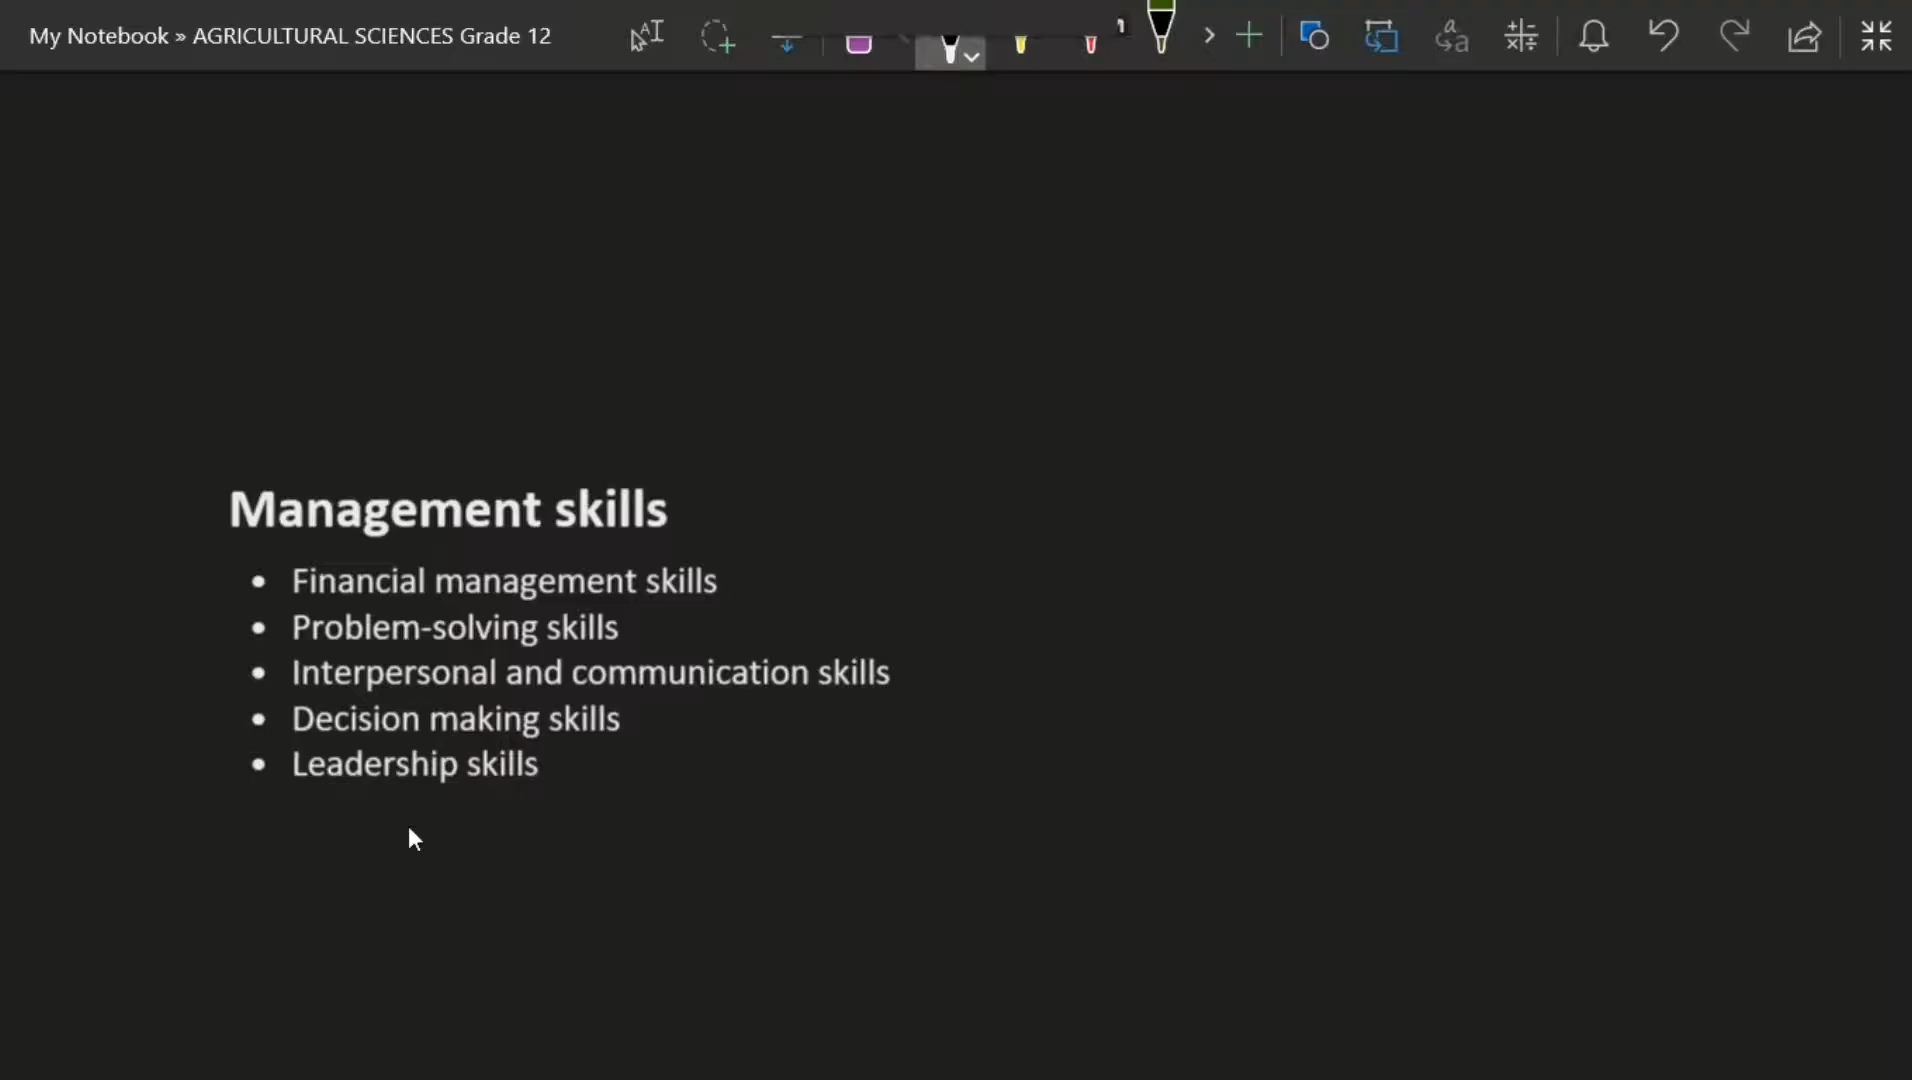 My Notebook » AGRICULTURAL SCIENCES Grade 12
Management skills
• Financial management skills
• Problem-solving skills
• Interpersonal and communication skills
• Decision making skills
• Leadership skills